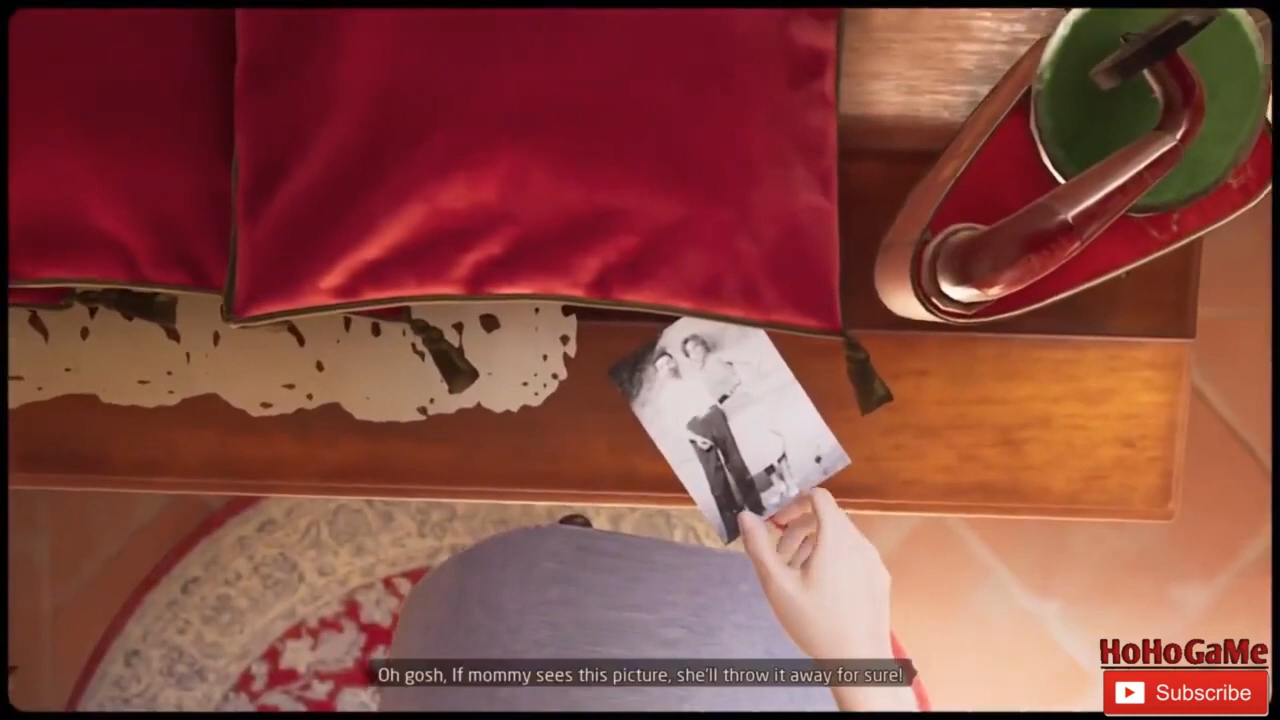 Oh gosh, If mommy sees this picture, she'll throw it away for sure!
HoHoGaMe
Subscribe